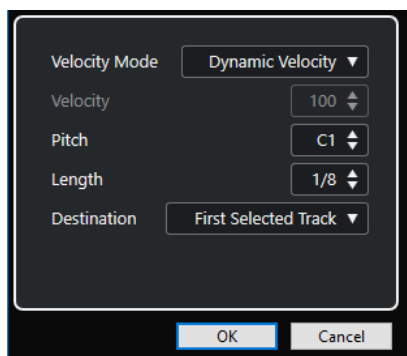 Velocity Mode Dynamic Velocity
Velocity 100
Pitch C1
Length 1/8
Destination First Selected Track
OK Cancel